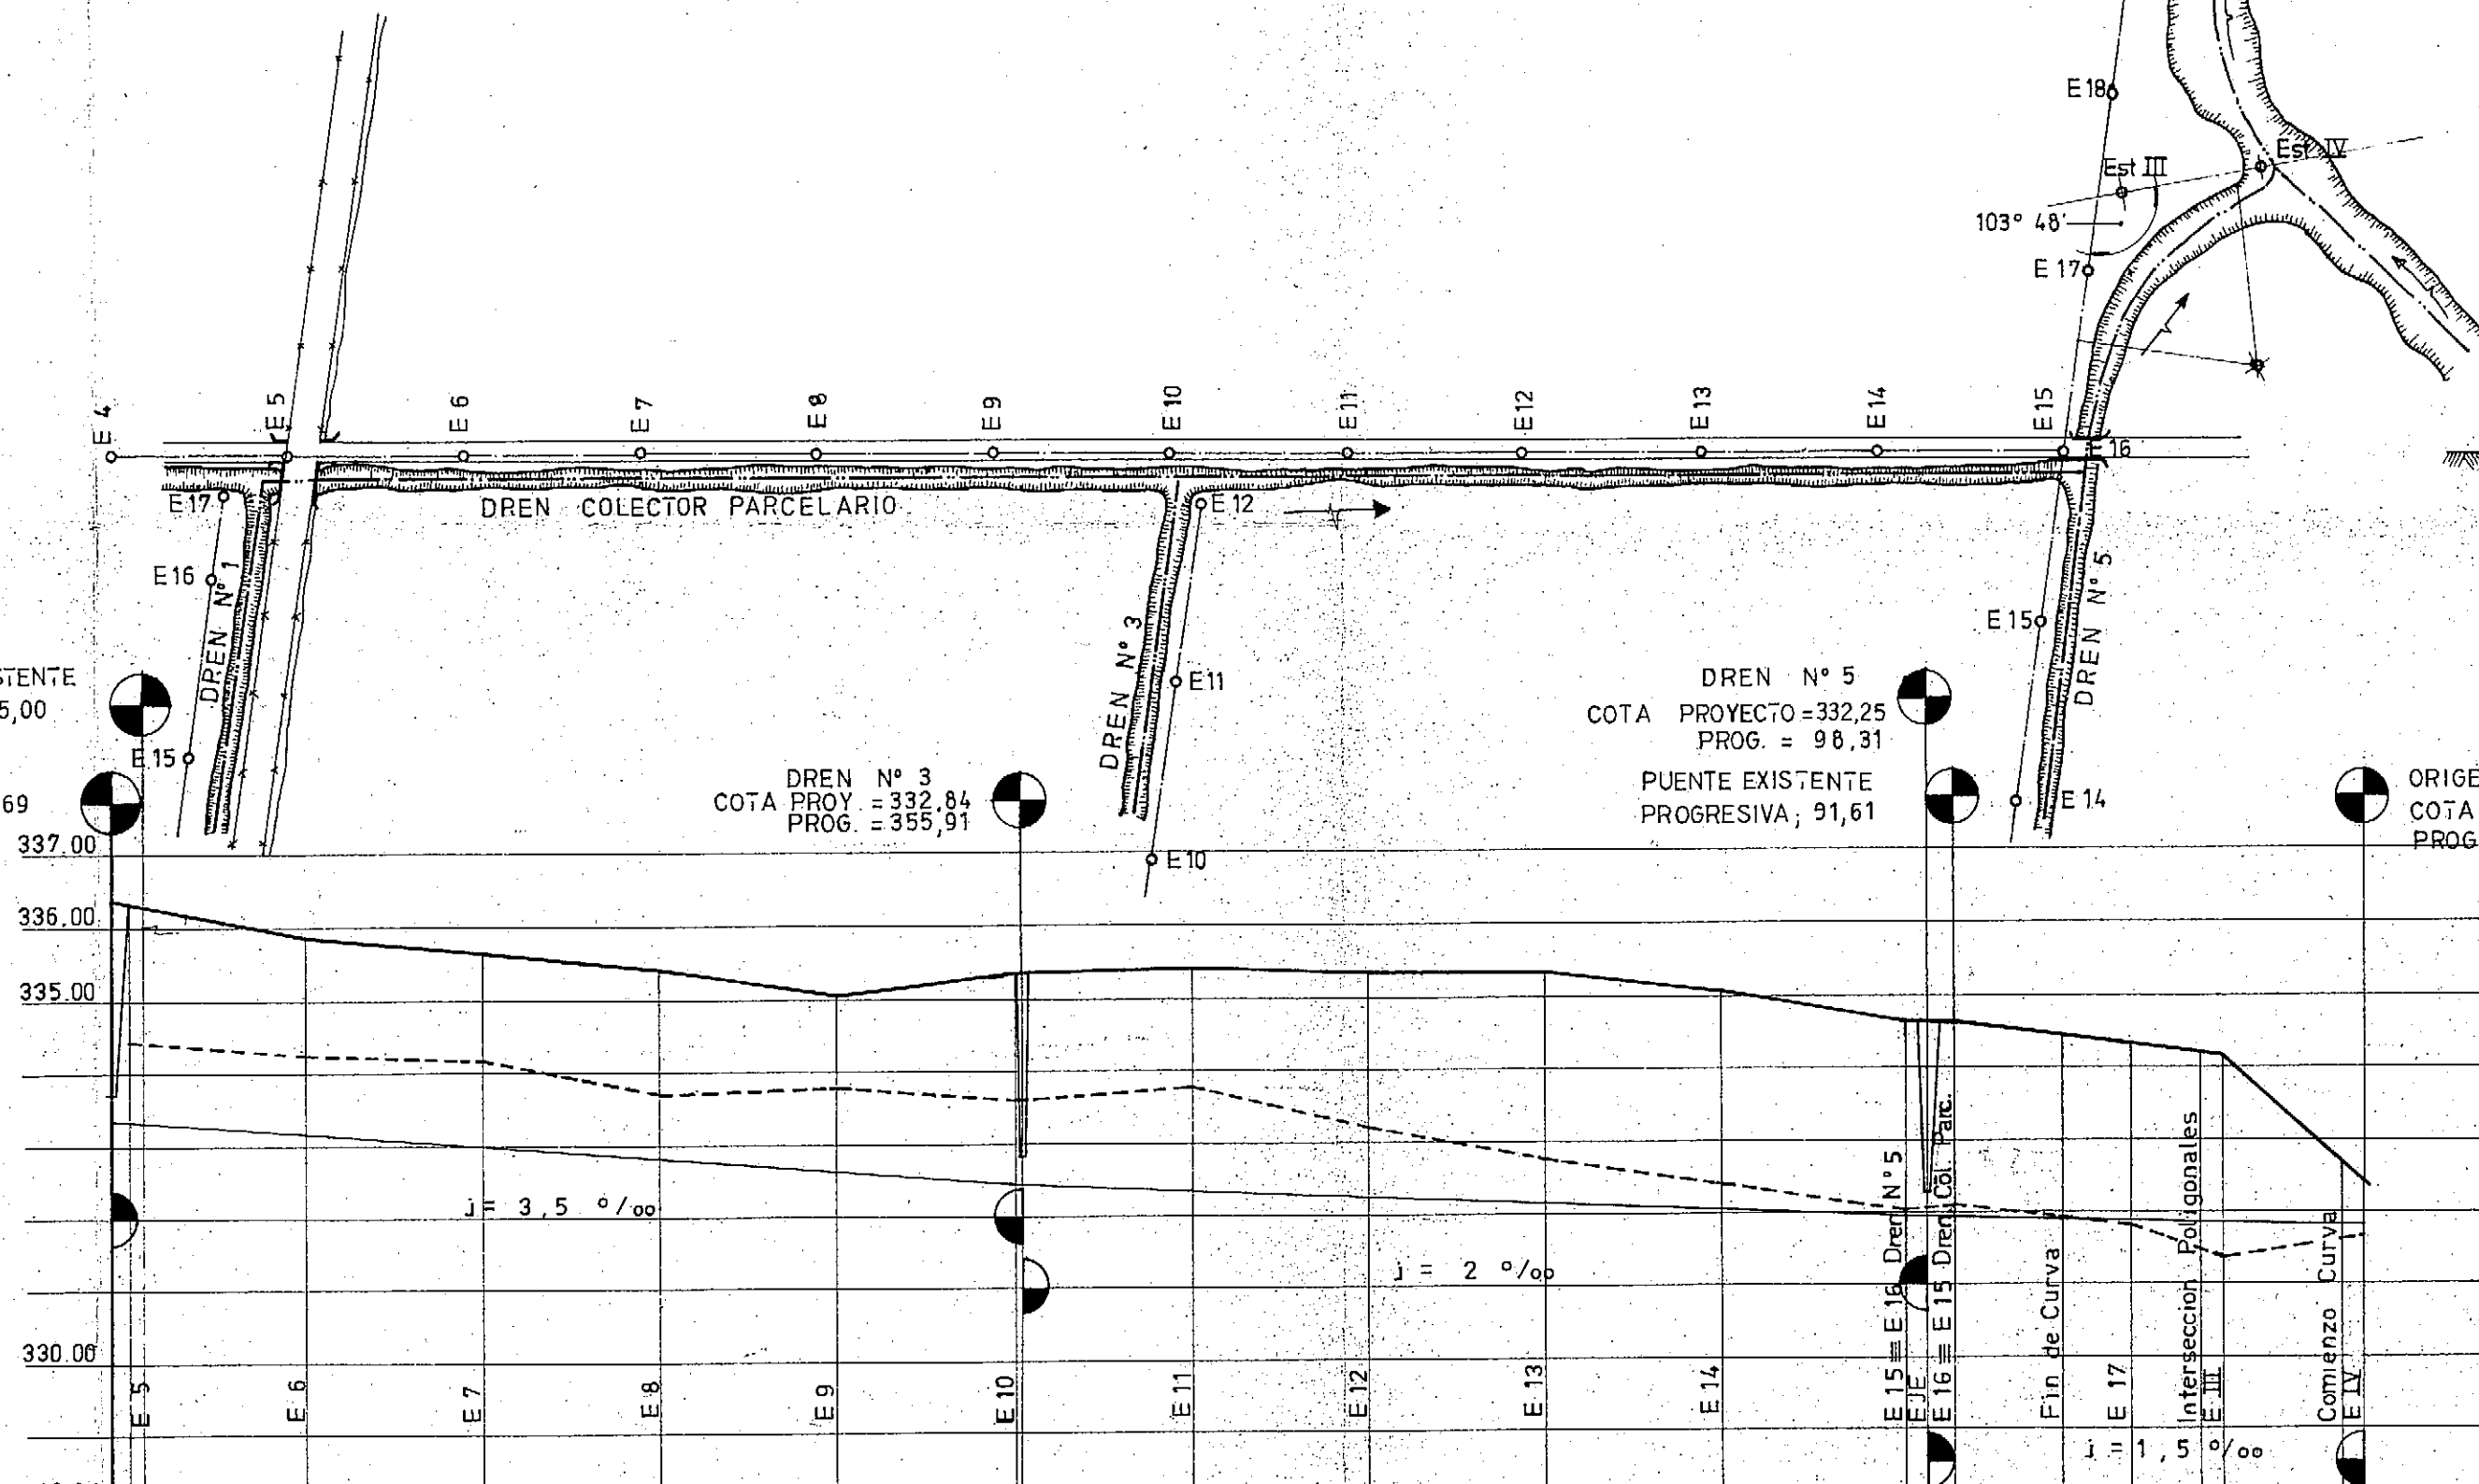 E 18
Est IV
Est III
103° 48'
E 17
E 4
E 5
E 6
E 7
E 8
E 9
E 10
E 11
E 12
E 13
E 14
E 15
E 16
E 17
DREN COLECTOR PARCELARIO
E 12
E 16
DREN Nº 1
DREN Nº 3
DREN Nº 5
E 15
E 11
E 15
E 14
E 10
STENTE
5,00
69
DREN Nº 3
COTA PROY. = 332,84
PROG. = 355,91
DREN Nº 5
COTA PROYECTO = 332,25
PROG. = 98,31
PUENTE EXISTENTE
PROGRESIVA; 91,61
ORIGE
COTA
PROG
337.00
336.00
335.00
330.00
i = 3,5 º/oo
i = 2 º/oo
i = 1,5 º/oo
E 5
E 6
E 7
E 8
E 9
E 10
E 11
E 12
E 13
E 14
E 15 ≡ E 16 Dren Nº 5
EJE
E 16 ≡ E 15 Dren Col. Parc.
Fin de Curva
E 17
Interseccion Poligonales
E III
Comienzo Curva
E IV